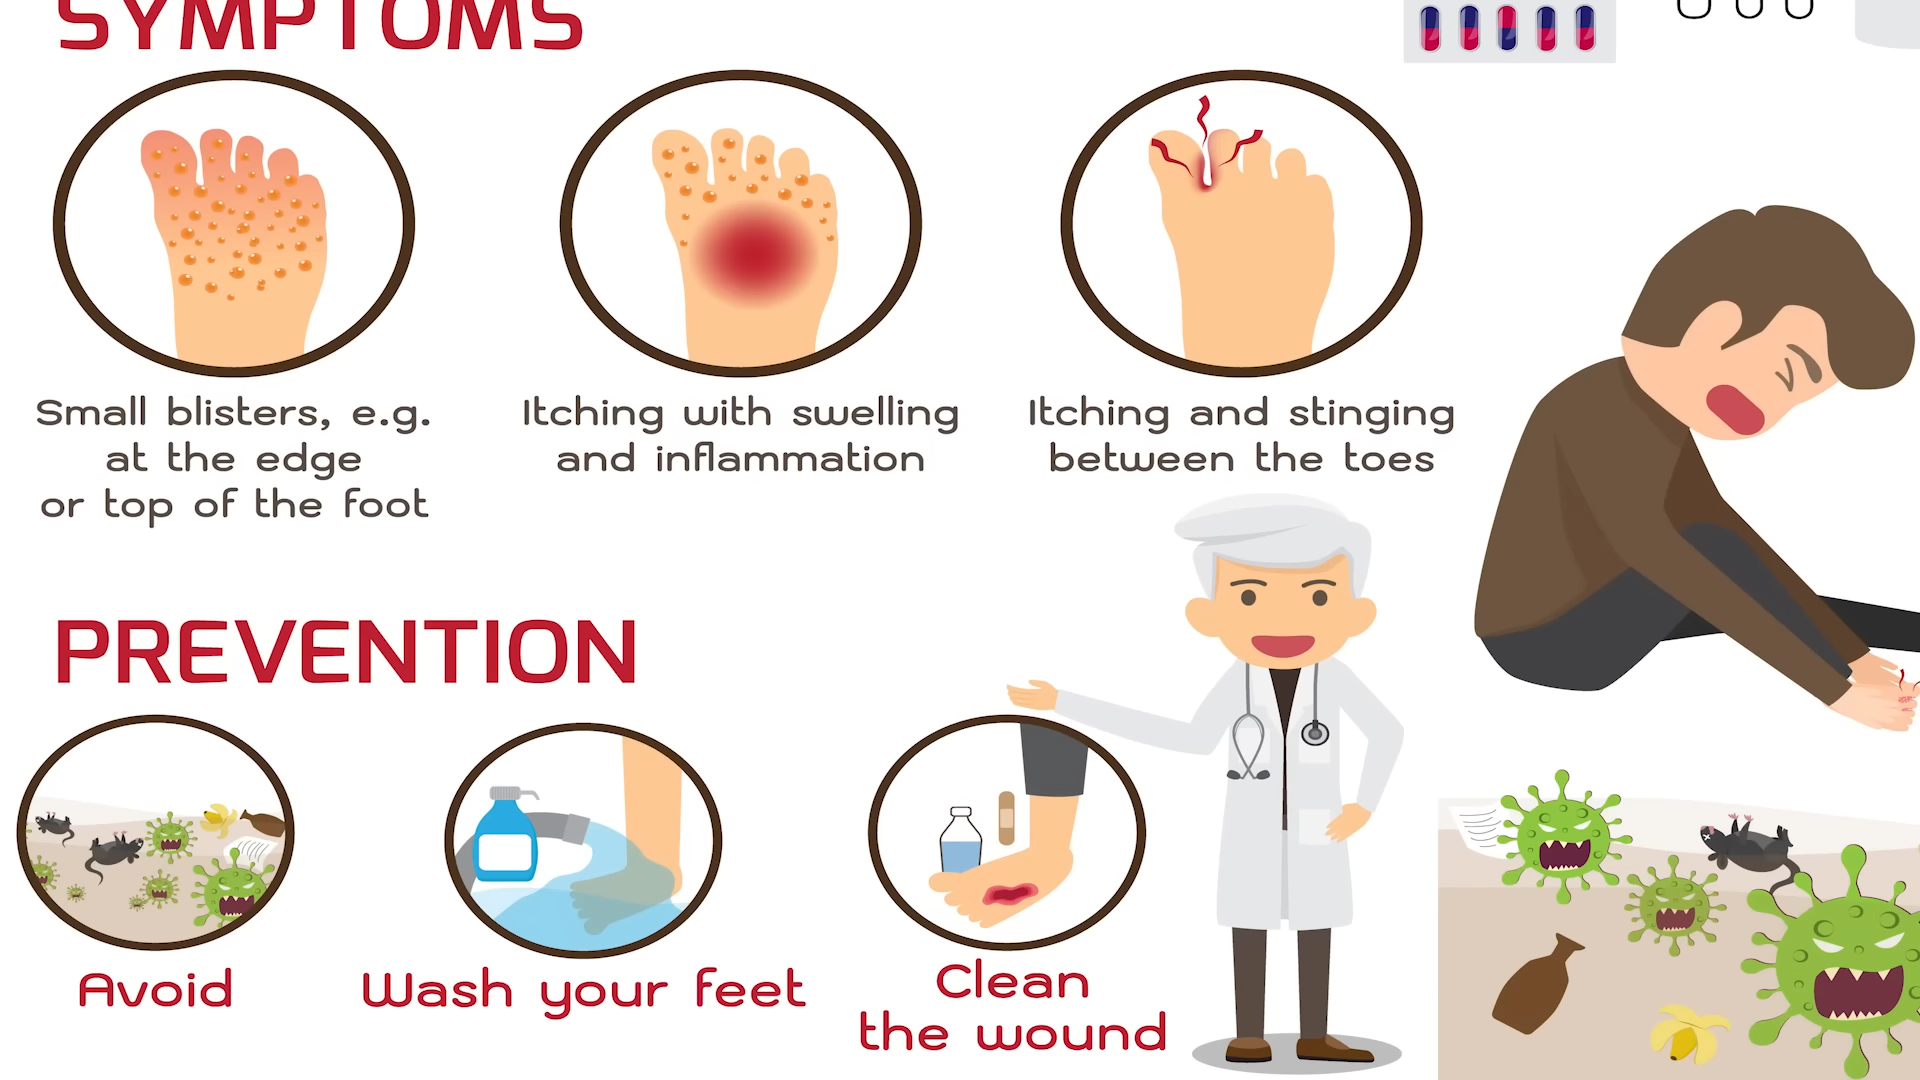 SYMPTOMS
Small blisters, e.g.
at the edge
or top of the foot
Itching with swelling
and inflammation
Itching and stinging
between the toes
PREVENTION
Avoid
Wash your feet
Clean
the wound